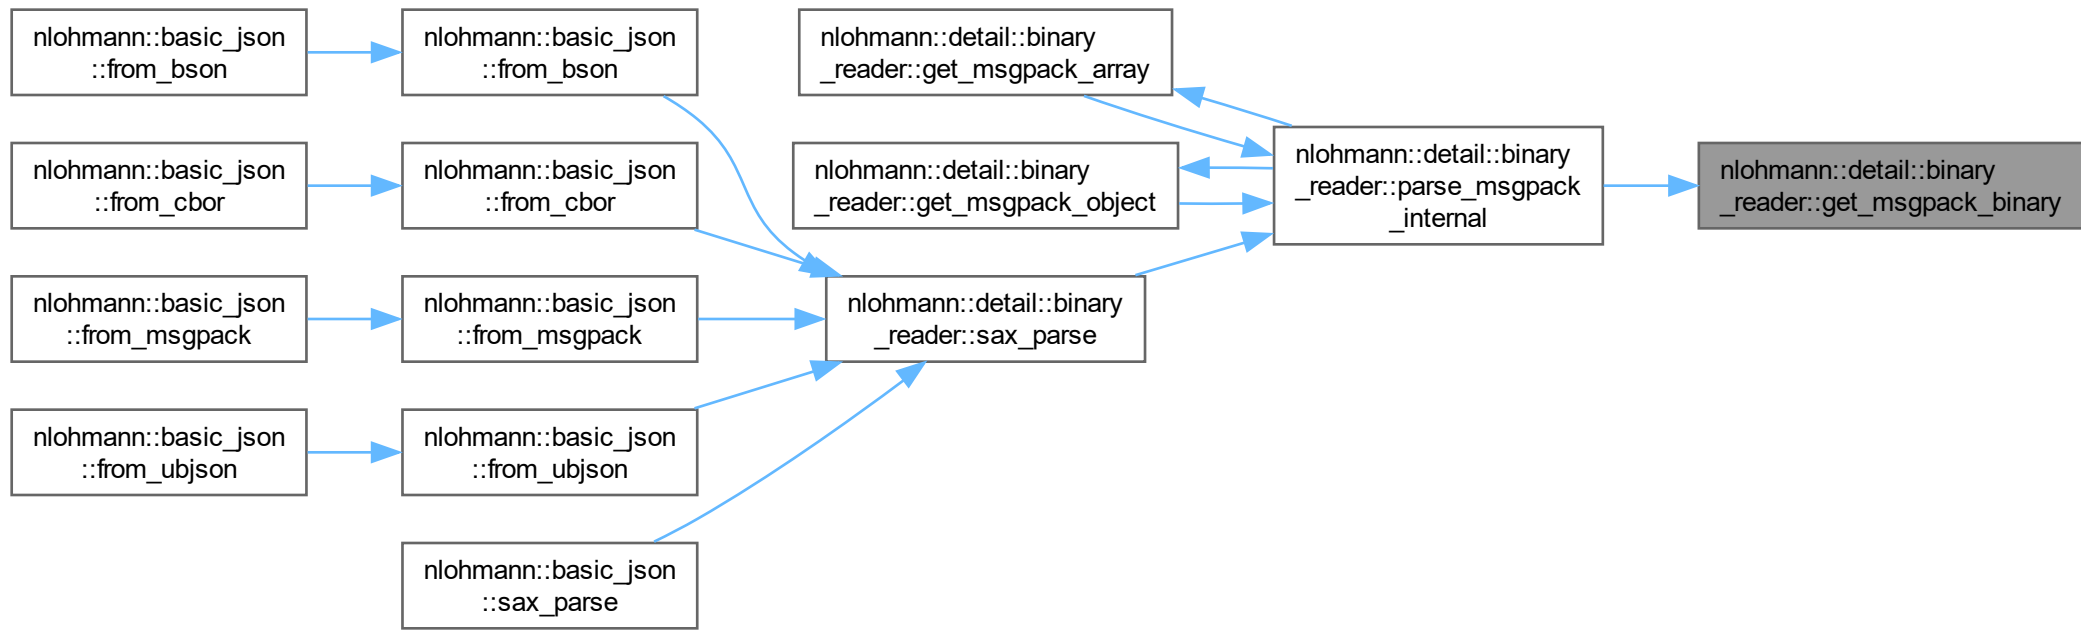 nlohmann::basic_json
::from_bson
nlohmann::basic_json
::from_bson
nlohmann::detail::binary
_reader::get_msgpack_array
nlohmann::basic_json
::from_cbor
nlohmann::basic_json
::from_cbor
nlohmann::detail::binary
_reader::get_msgpack_object
nlohmann::detail::binary
_reader::parse_msgpack
_internal
nlohmann::detail::binary
_reader::get_msgpack_binary
nlohmann::basic_json
::from_msgpack
nlohmann::basic_json
::from_msgpack
nlohmann::detail::binary
_reader::sax_parse
nlohmann::basic_json
::from_ubjson
nlohmann::basic_json
::from_ubjson
nlohmann::basic_json
::sax_parse